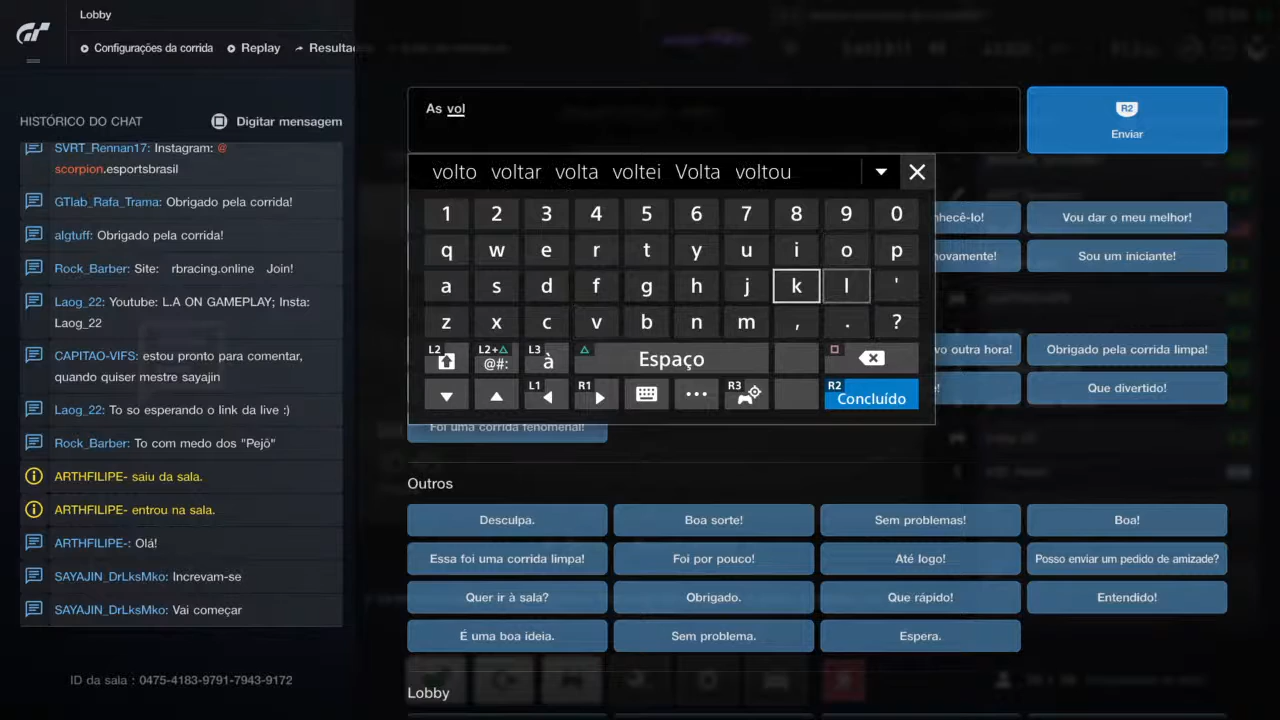 Lobby
Configurações da corrida Replay Resulta
HISTÓRICO DO CHAT Digitar mensagem
SVRT_Rennan17: Instagram: @
scorpion.esportsbrasil
GTlab_Rafa_Trama: Obrigado pela corrida!
algtuff: Obrigado pela corrida!
Rock_Barber: Site: rbracing.online Join!
Laog_22: Youtube: L.A ON GAMEPLAY; Insta:
Laog_22
CAPITAO-VIFS: estou pronto para comentar,
quando quiser mestre sayajin
Laog_22: To so esperando o link da live :)
Rock_Barber: To com medo dos "Pejô"
ARTHFILIPE- saiu da sala.
ARTHFILIPE- entrou na sala.
ARTHFILIPE-: Olá!
SAYAJIN_DrLksMko: Increvam-se
SAYAJIN_DrLksMko: Vai começar
ID da sala : 0475-4183-9791-7943-9172
As vol
R2
Enviar
volto voltar volta voltei Volta voltou
1 2 3 4 5 6 7 8 9 0
q w e r t y u i o p
a s d f g h j k l '
z x c v b n m , . ?
L2 L2+△ @#: L3 à △ Espaço □
L1 R1 ... R3 R2 Concluído
nhecê-lo! Vou dar o meu melhor!
novamente! Sou um iniciante!
vo outra hora! Obrigado pela corrida limpa!
e! Que divertido!
Foi uma corrida fenomenal!
Outros
Desculpa. Boa sorte! Sem problemas! Boa!
Essa foi uma corrida limpa! Foi por pouco! Até logo! Posso enviar um pedido de amizade?
Quer ir à sala? Obrigado. Que rápido! Entendido!
É uma boa ideia. Sem problema. Espera.
Lobby